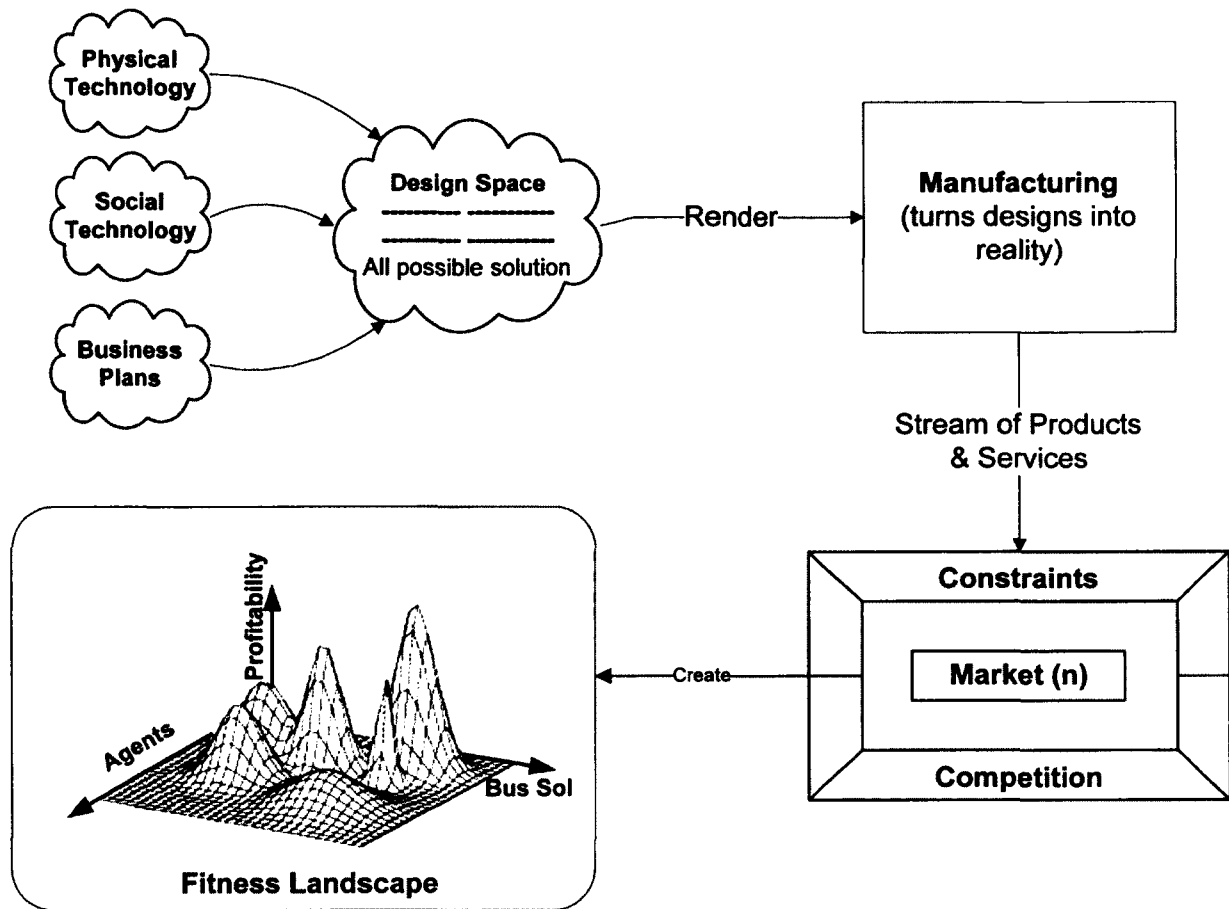 Physical
Technology
Social
Technology
Business
Plans
Design Space
All possible solution
Render
Manufacturing
(turns designs into
reality)
Stream of Products
& Services
Constraints
Market (n)
Competition
Create
Profitability
Agents
Bus Sol
Fitness Landscape